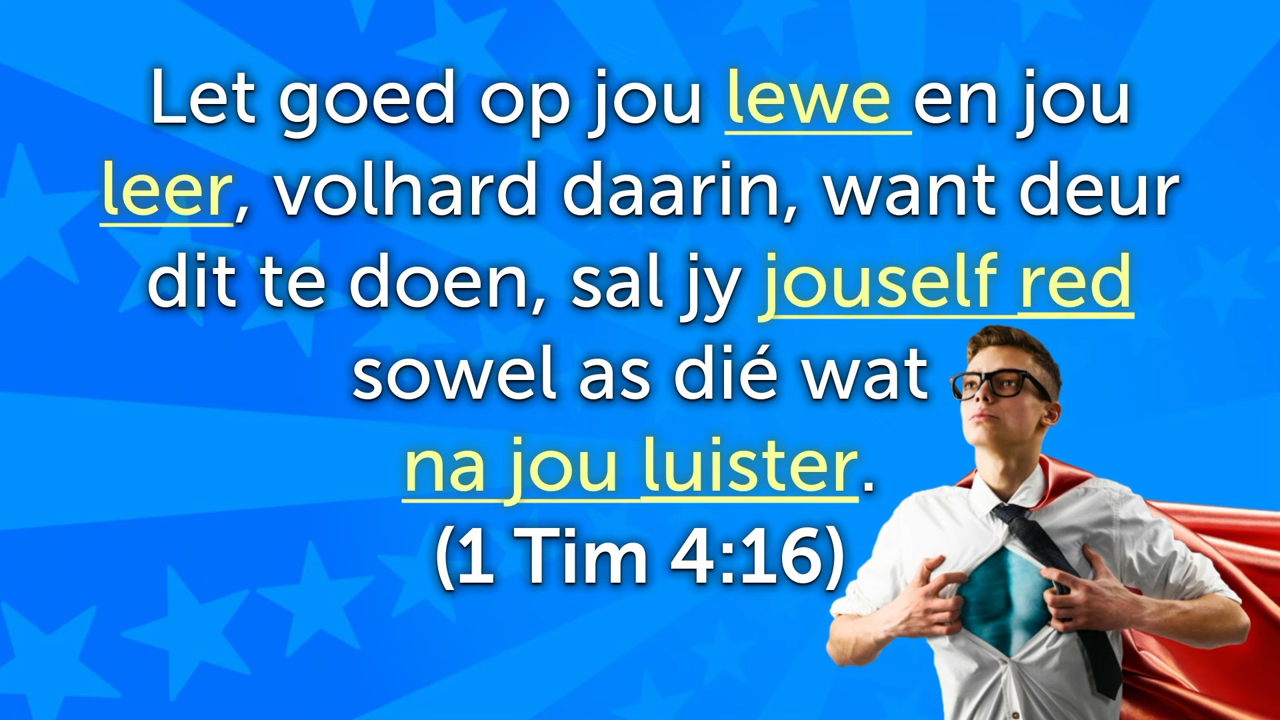 Let goed op jou lewe en jou
leer, volhard daarin, want deur
dit te doen, sal jy jouself red
sowel as dié wat
na jou luister.
(1 Tim 4:16)